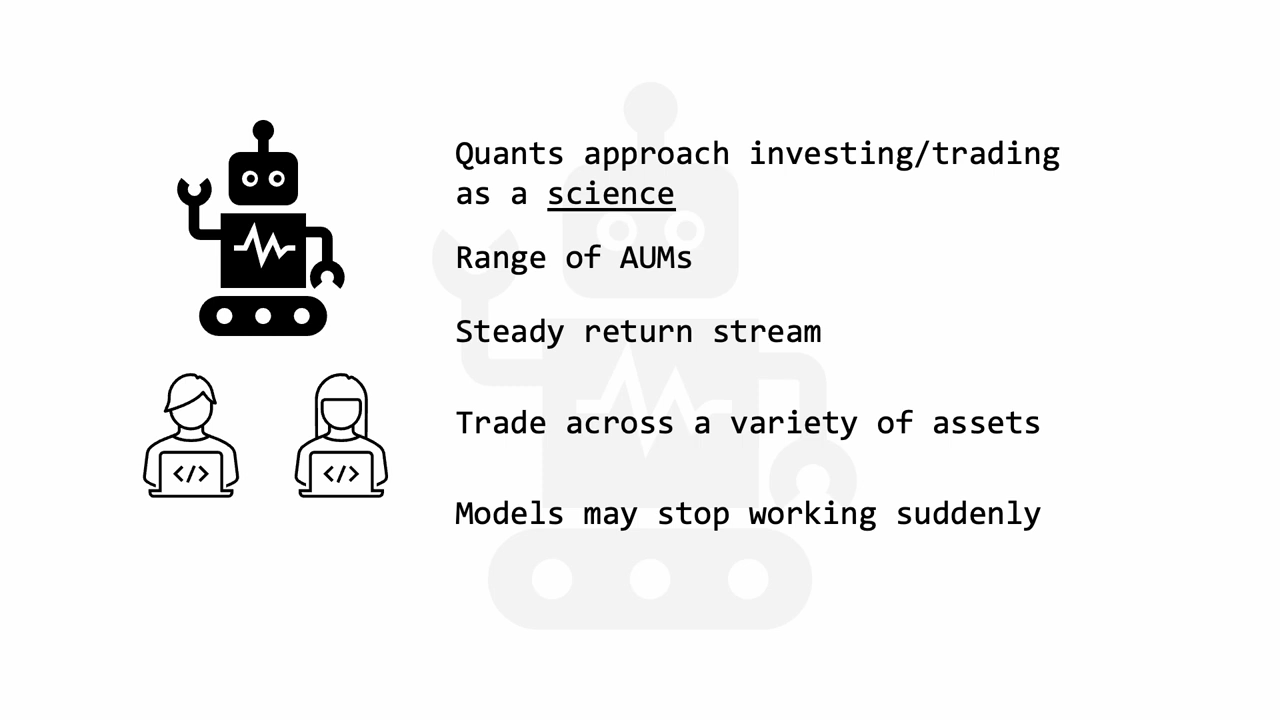 Quants approach investing/trading
as a science
Range of AUMs
Steady return stream
Trade across a variety of assets
Models may stop working suddenly
</>
</>